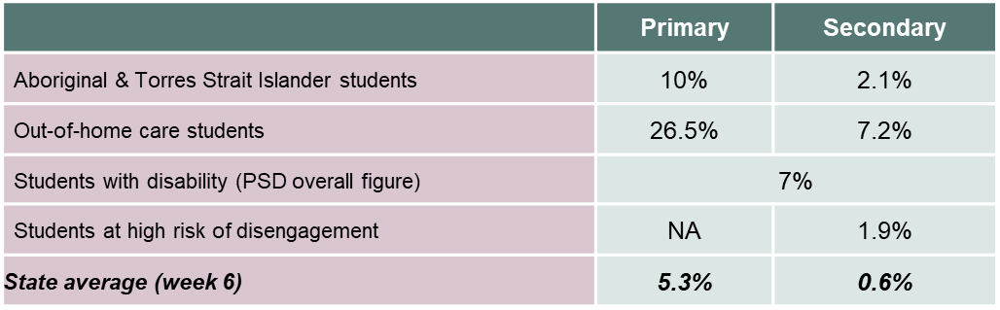 Primary Secondary
Aboriginal & Torres Strait Islander students 10% 2.1%
Out-of-home care students 26.5% 7.2%
Students with disability (PSD overall figure) 7%
Students at high risk of disengagement NA 1.9%
State average (week 6) 5.3% 0.6%